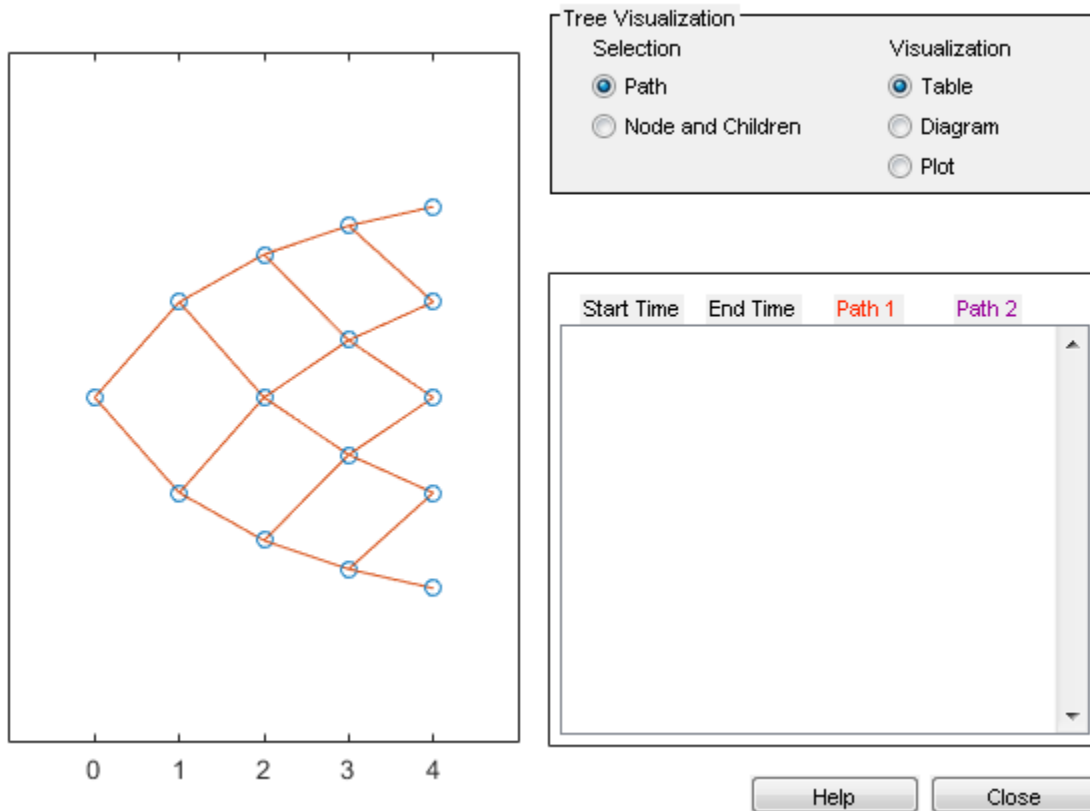 Tree Visualization
Selection
Visualization
Path
Table
Node and Children
Diagram
Plot
Start Time End Time Path 1 Path 2
0 1 2 3 4
Help Close